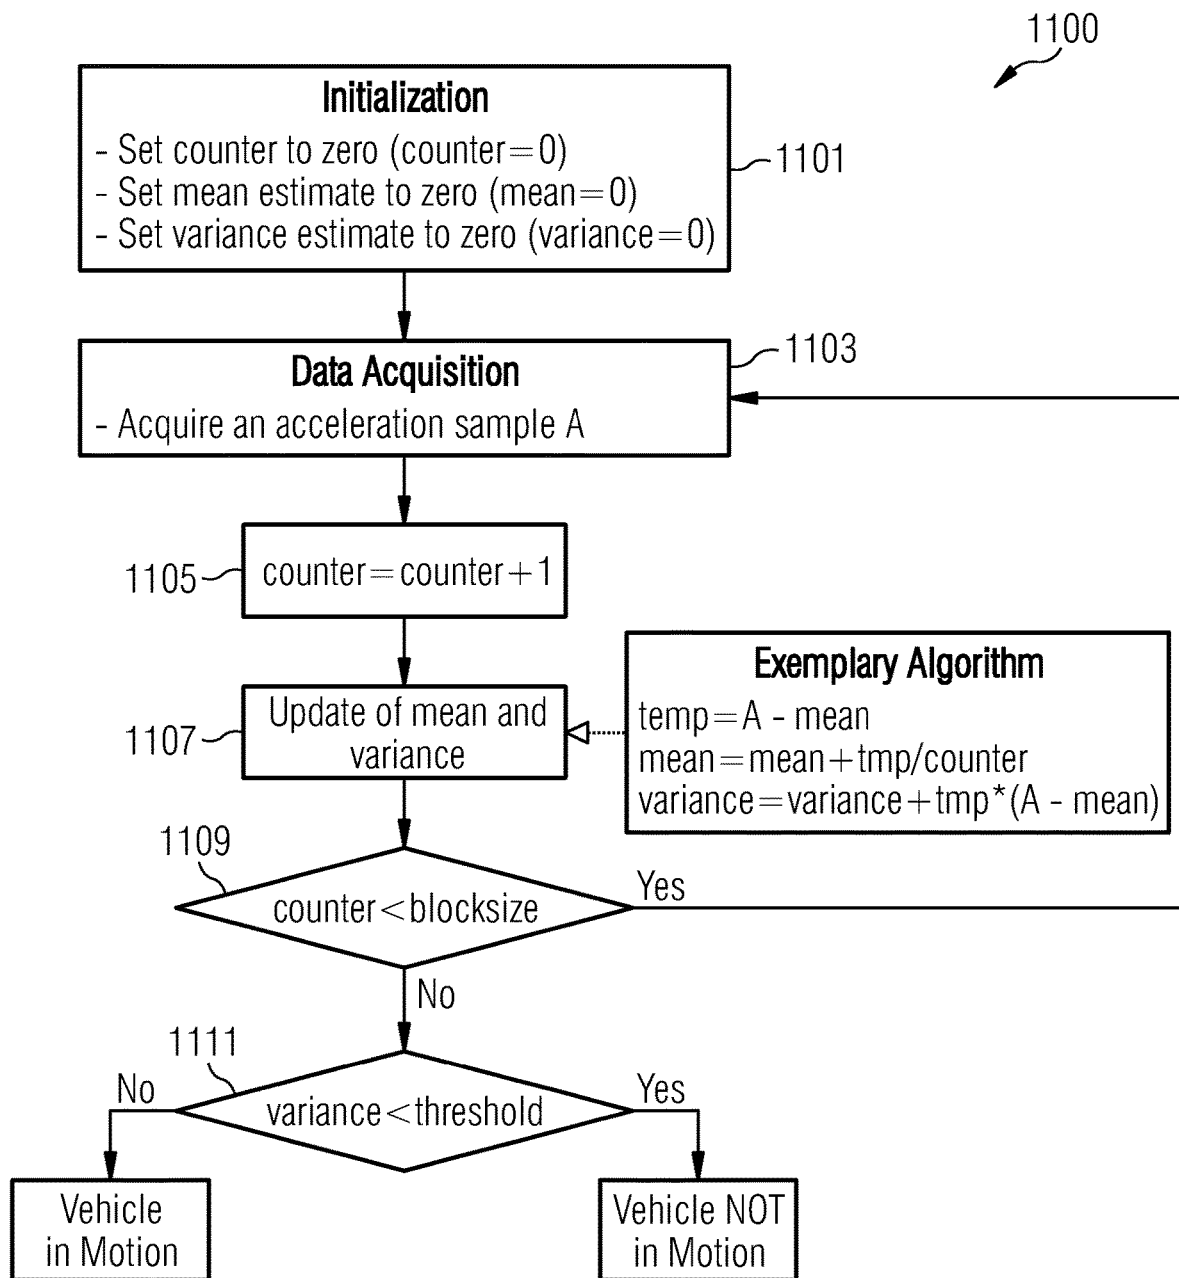 1100
Initialization
- Set counter to zero (counter=0)
- Set mean estimate to zero (mean=0)
- Set variance estimate to zero (variance=0)
1101
1103
Data Acquisition
- Acquire an acceleration sample A
1105
counter=counter+1
1107
Update of mean and
variance
Exemplary Algorithm
temp=A - mean
mean=mean+tmp/counter
variance=variance+tmp*(A - mean)
1109
counter<blocksize
Yes
No
1111
variance<threshold
No
Yes
Vehicle
in Motion
Vehicle NOT
in Motion